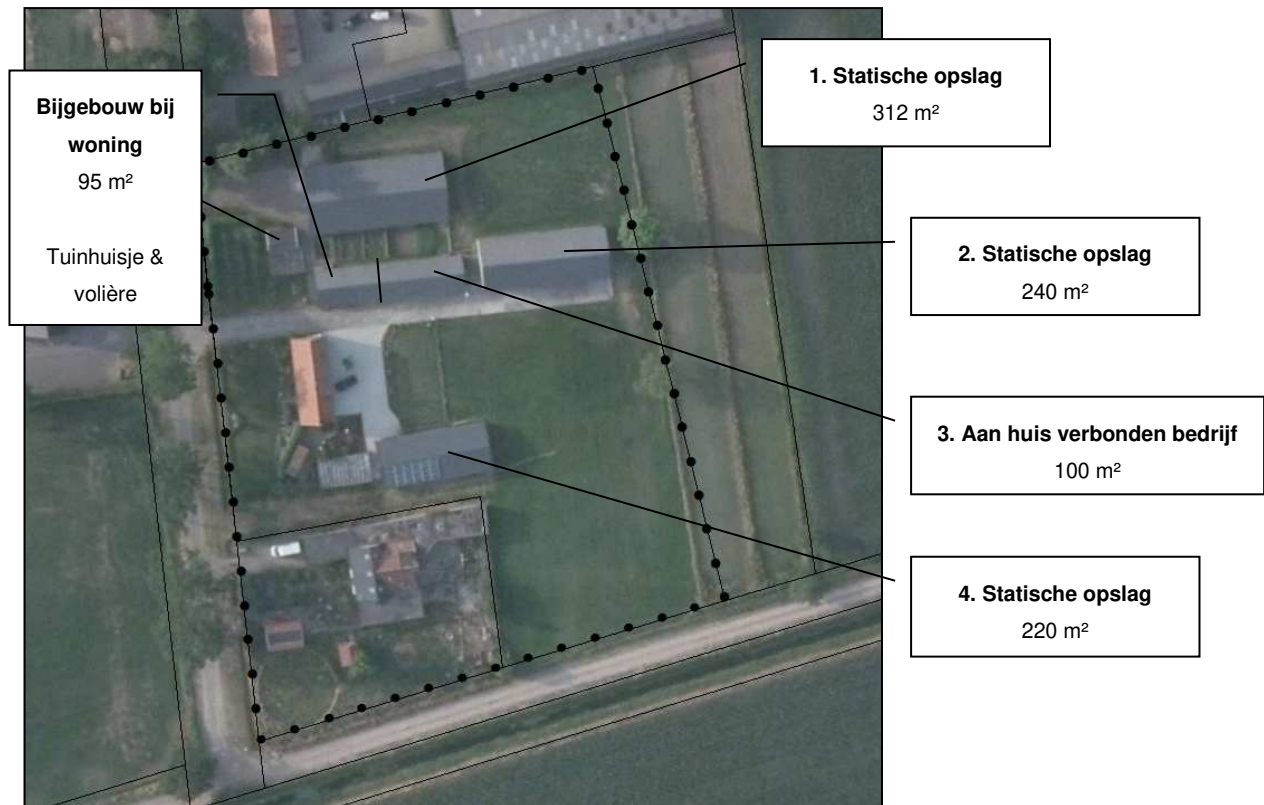 Bijgebouw bij
woning
95 m²
Tuinhuisje &
volière
1. Statische opslag
312 m²
2. Statische opslag
240 m²
3. Aan huis verbonden bedrijf
100 m²
4. Statische opslag
220 m²